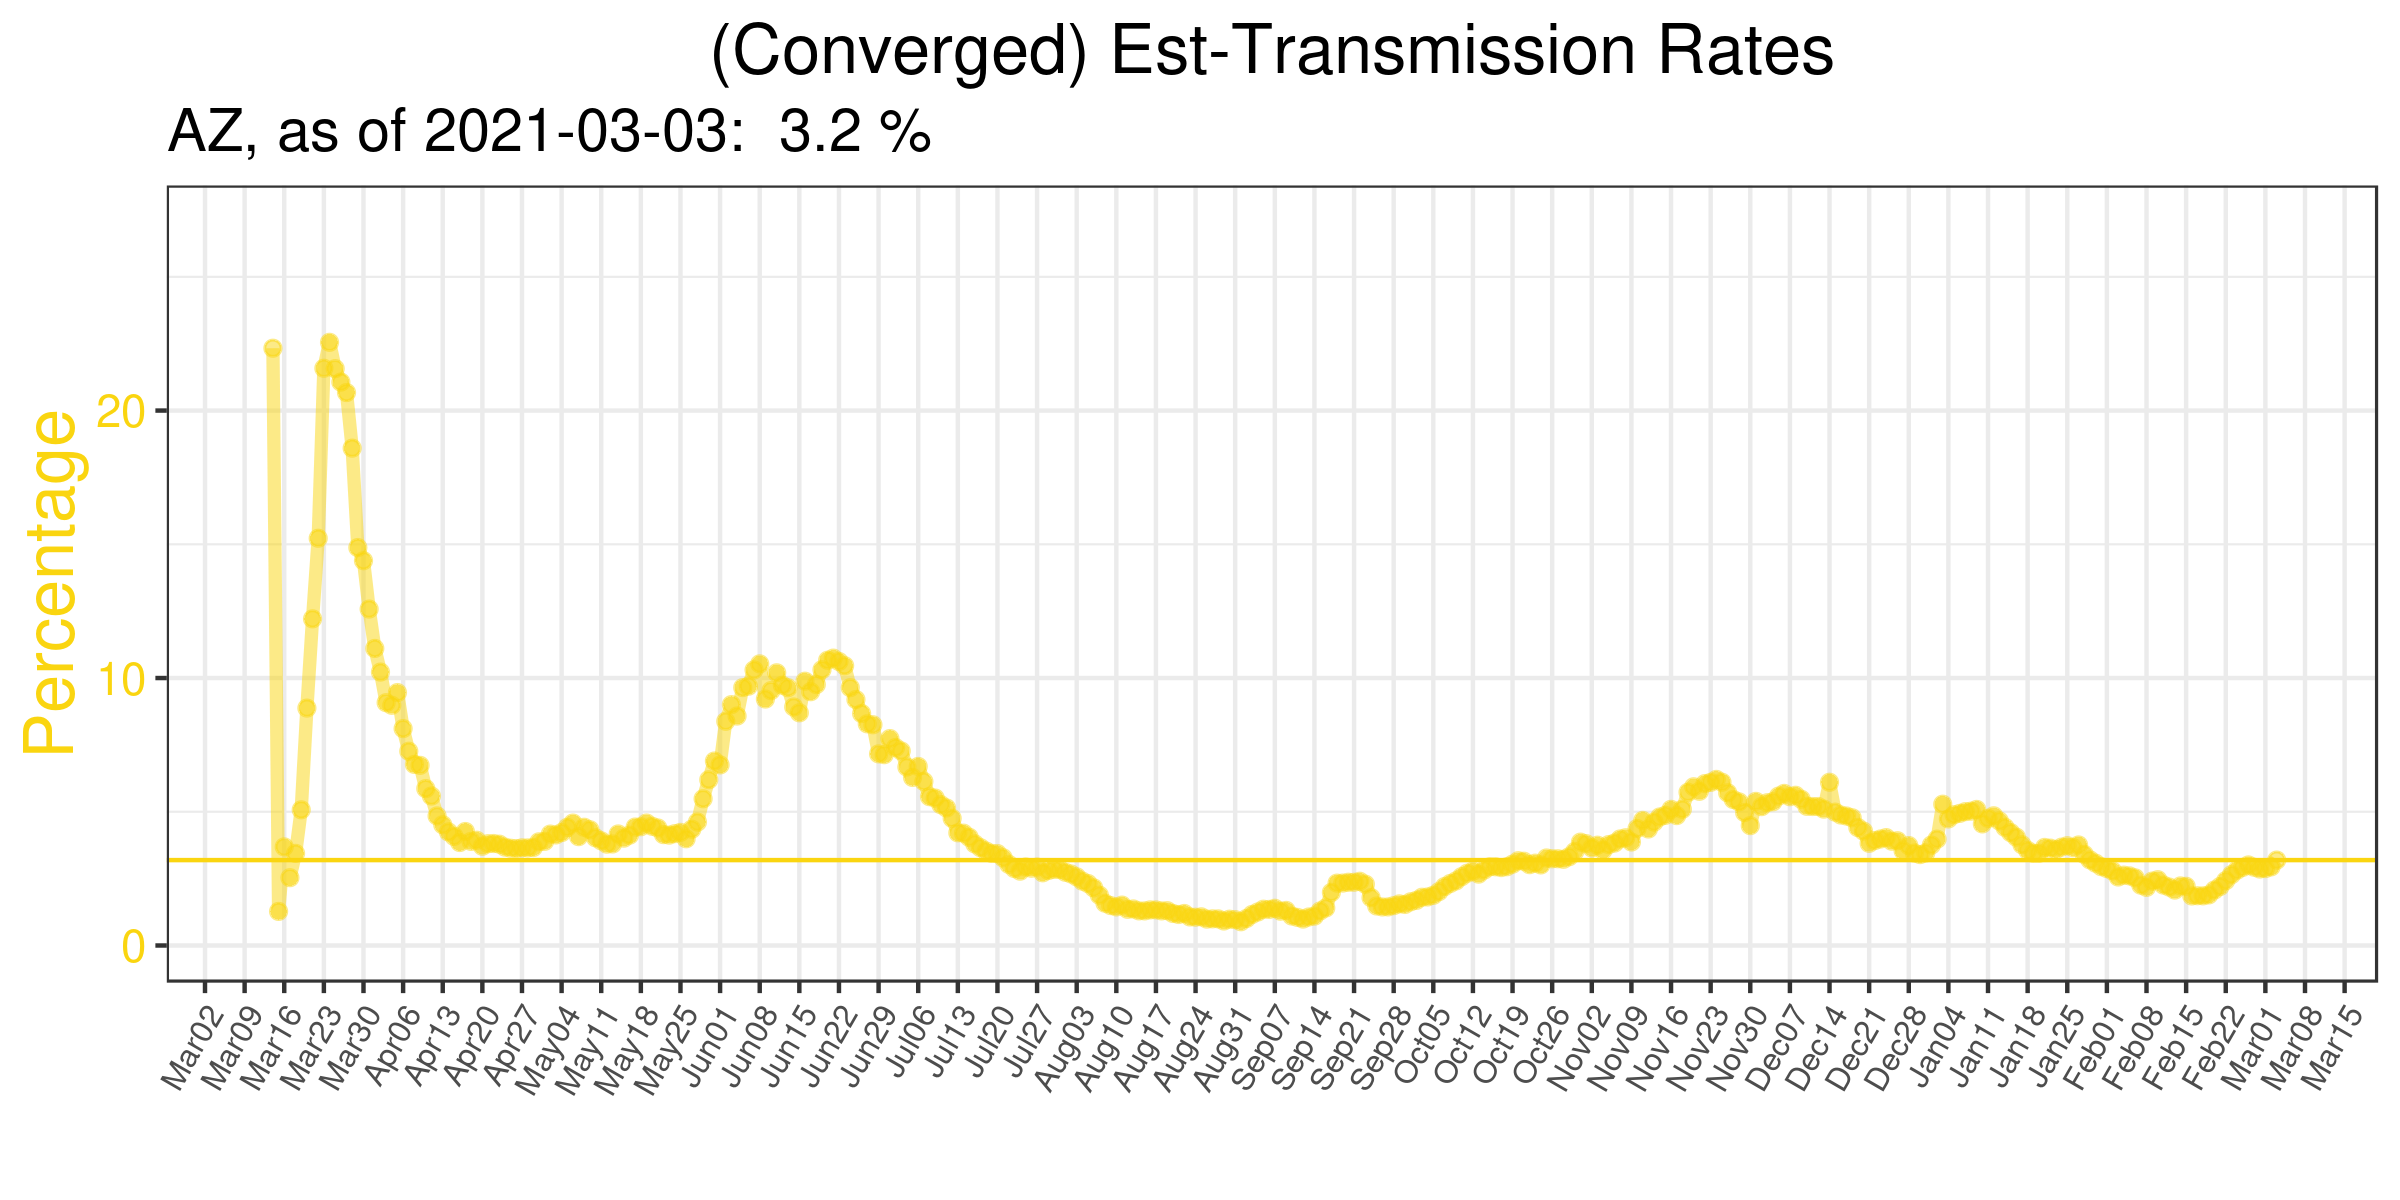 (Converged) Est-Transmission Rates
AZ, as of 2021-03-03:  3.2 %
Percentage
20
10
0
Mar02
Mar09
Mar16
Mar23
Mar30
Apr06
Apr13
Apr20
Apr27
May04
May11
May18
May25
Jun01
Jun08
Jun15
Jun22
Jun29
Jul06
Jul13
Jul20
Jul27
Aug03
Aug10
Aug17
Aug24
Aug31
Sep07
Sep14
Sep21
Sep28
Oct05
Oct12
Oct19
Oct26
Nov02
Nov09
Nov16
Nov23
Nov30
Dec07
Dec14
Dec21
Dec28
Jan04
Jan11
Jan18
Jan25
Feb01
Feb08
Feb15
Feb22
Mar01
Mar08
Mar15